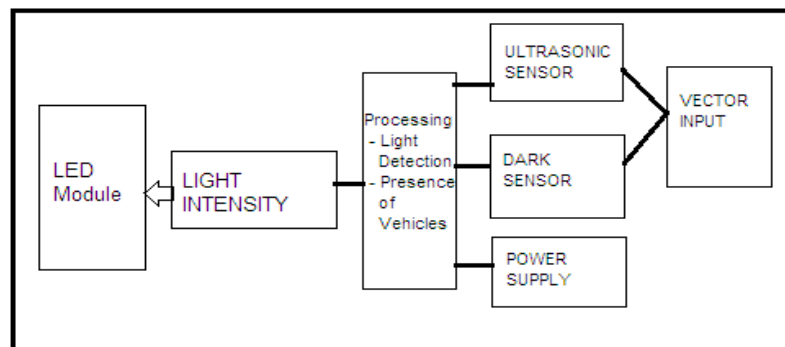 LED
Module
LIGHT
INTENSITY
Processing
- Light
Detection
- Presence
of
Vehicles
ULTRASONIC
SENSOR
DARK
SENSOR
POWER
SUPPLY
VECTOR
INPUT